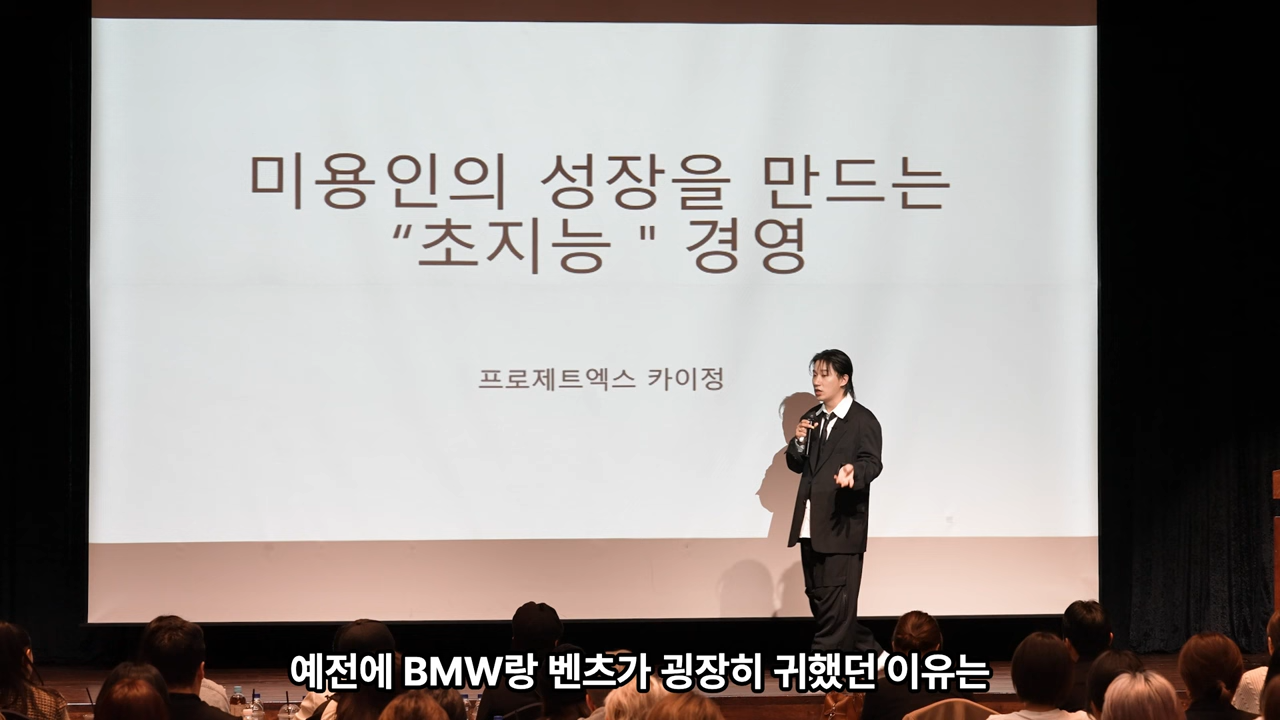 미용인의 성장을 만드는
“초지능 " 경영
프로제트엑스 카이정
예전에 BMW랑 벤츠가 굉장히 귀했던 이유는